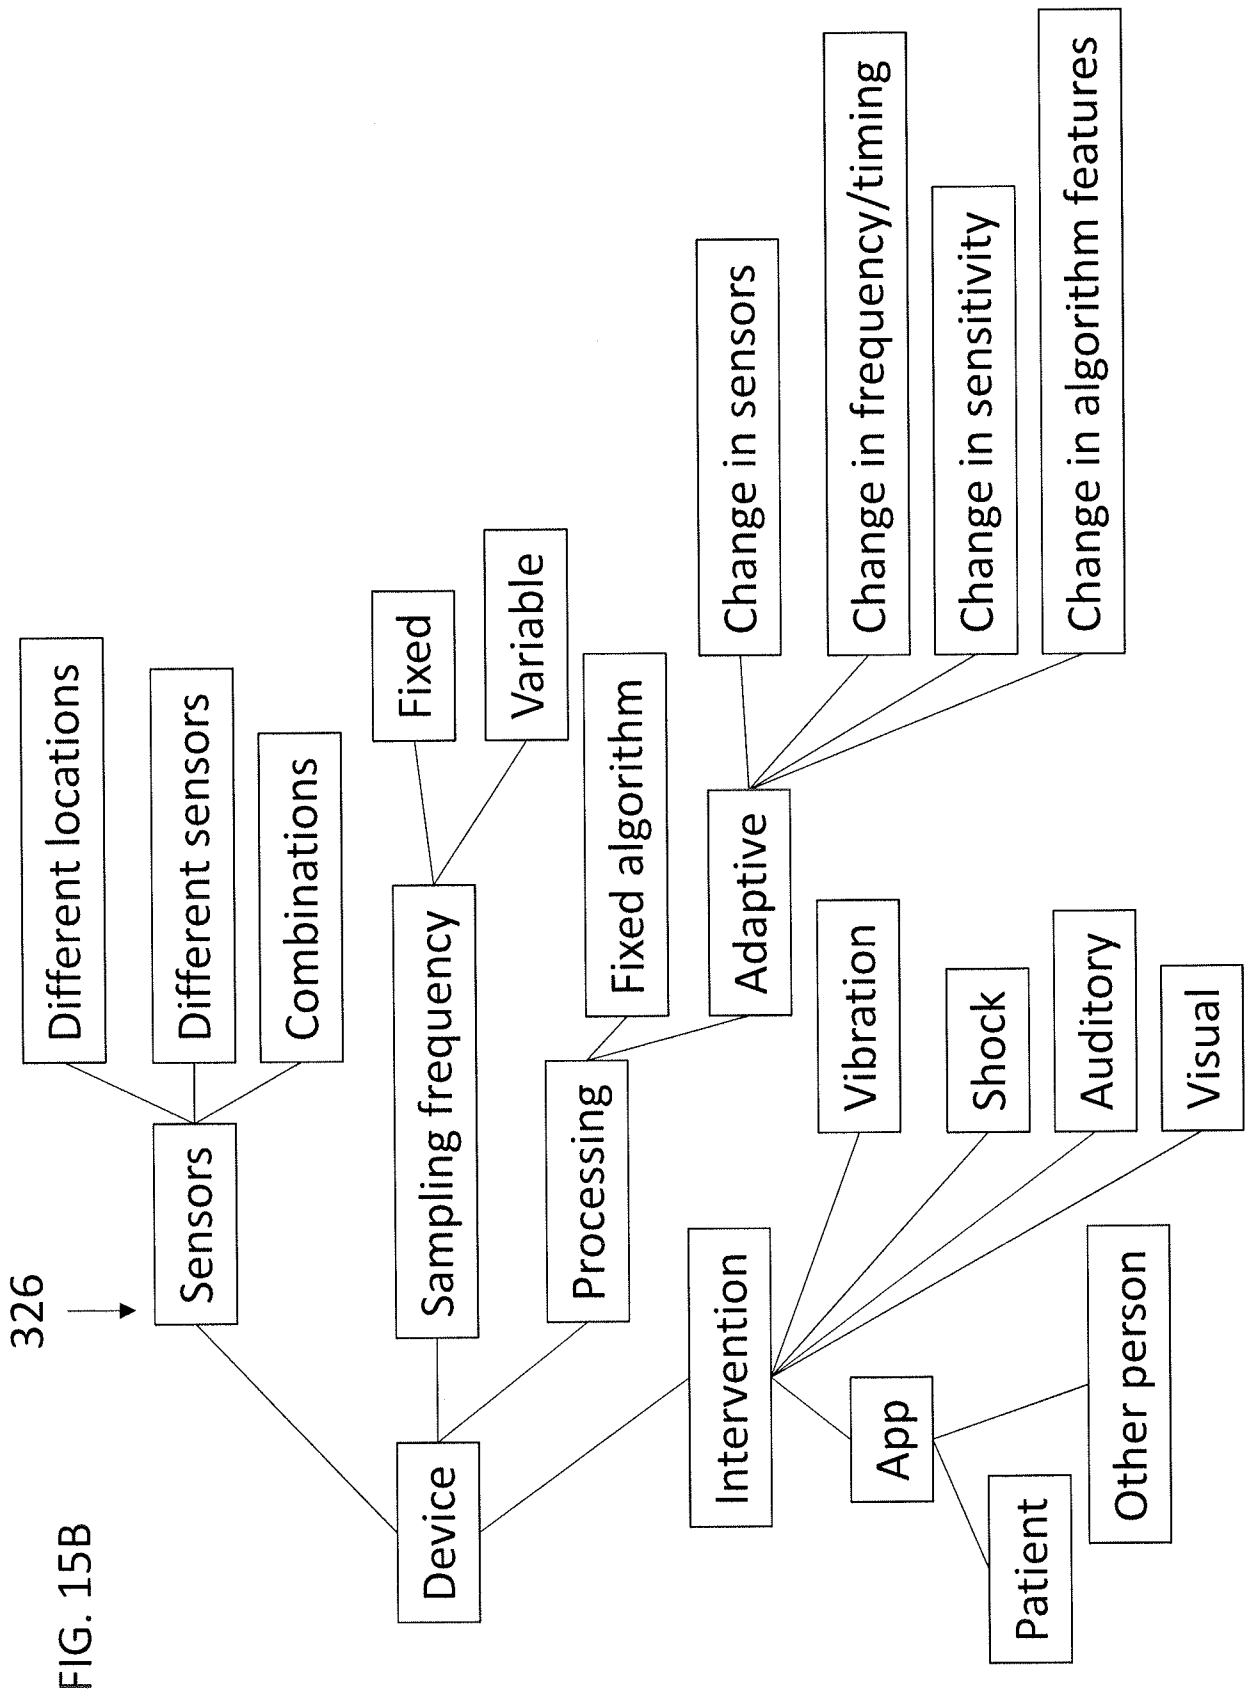 FIG. 15B
326
Device
Sensors
Different locations
Different sensors
Combinations
Sampling frequency
Fixed
Variable
Processing
Fixed algorithm
Adaptive
Change in sensors
Change in frequency/timing
Change in sensitivity
Change in algorithm features
Intervention
Vibration
Shock
Auditory
Visual
App
Patient
Other person